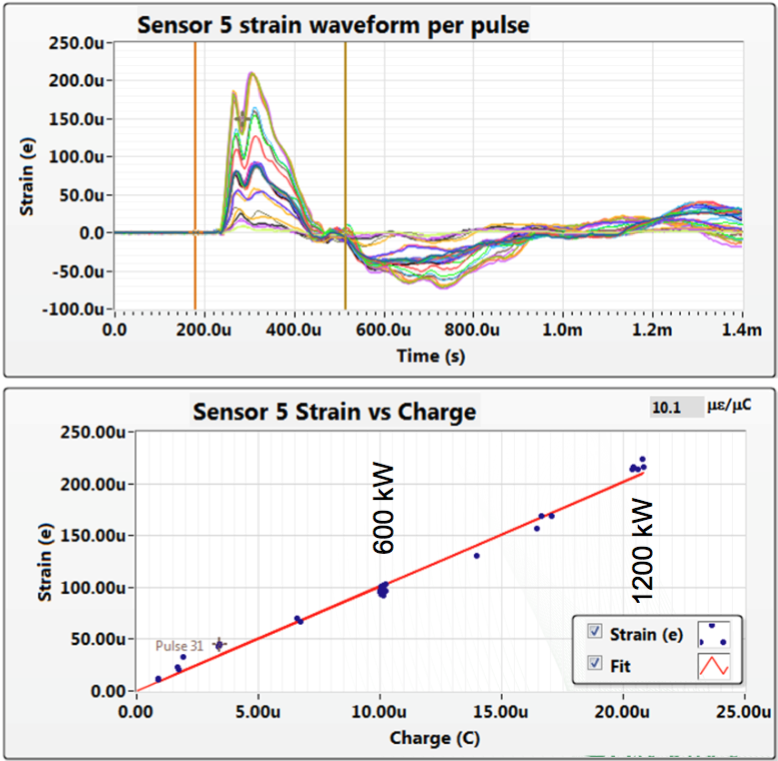 Sensor 5 strain waveform per pulse
250.0u
200.0u
150.0u
100.0u
50.0u
0.0
-50.0u
-100.0u
Strain (e)
0.0 200.0u 400.0u 600.0u 800.0u 1.0m 1.2m 1.4m
Time (s)
Sensor 5 Strain vs Charge
10.1 µε/µC
250.00u
200.00u
150.00u
100.00u
50.00u
0.00
Strain (e)
600 kW
1200 kW
Pulse 31
Strain (e)
Fit
0.00 5.00u 10.00u 15.00u 20.00u 25.00u
Charge (C)